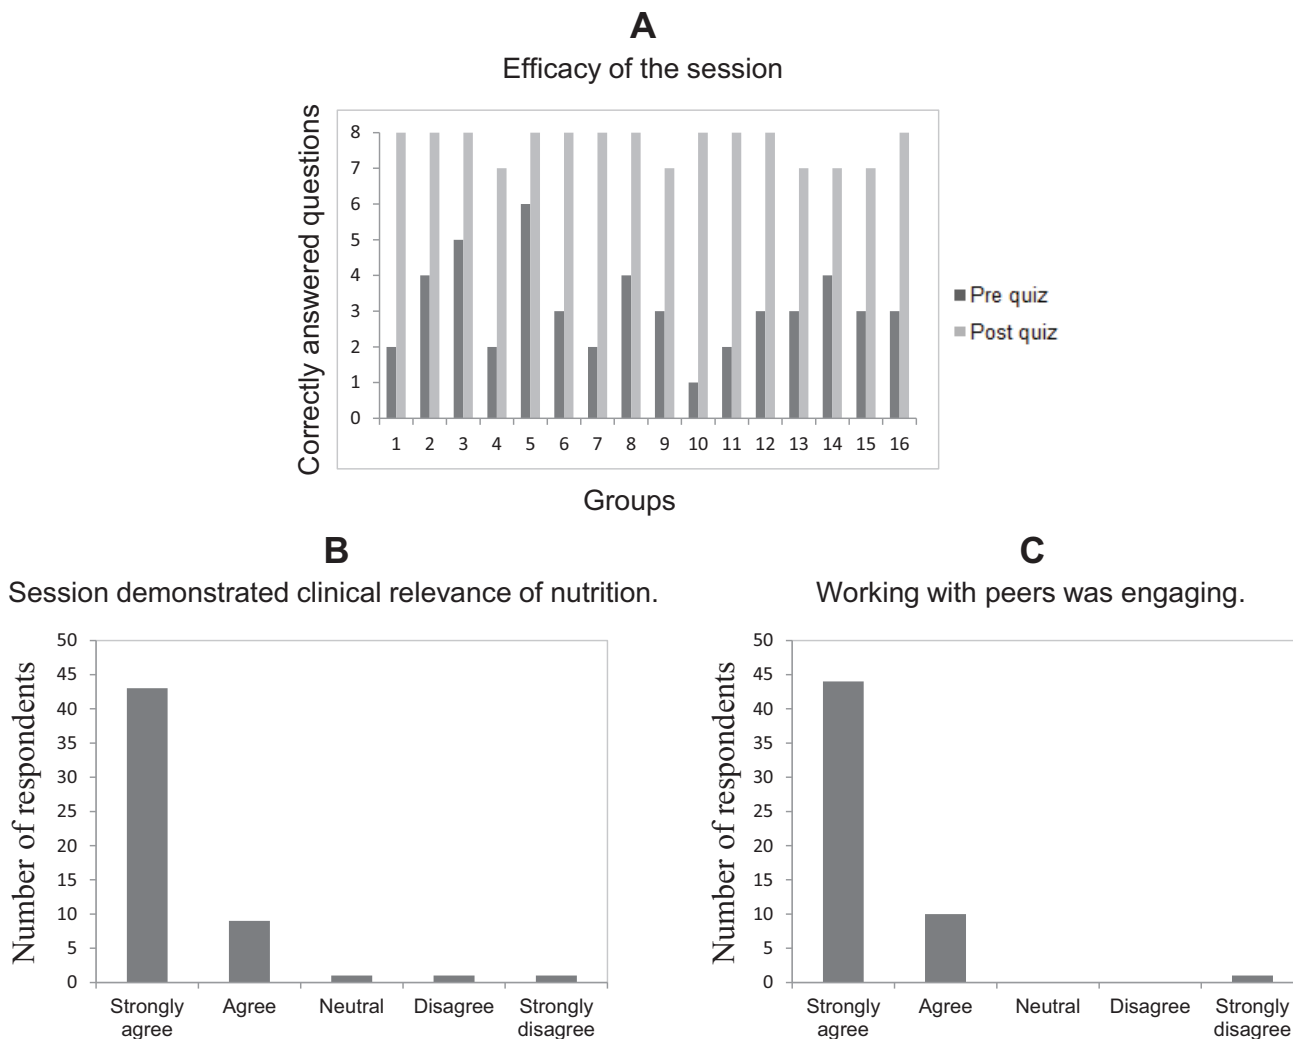 A
Efficacy of the session
Correctly answered questions
8
7
6
5
4
3
2
1
0
1 2 3 4 5 6 7 8 9 10 11 12 13 14 15 16
Groups
Pre quiz
Post quiz
B
Session demonstrated clinical relevance of nutrition.
Number of respondents
50
45
40
35
30
25
20
15
10
5
0
Strongly agree Agree Neutral Disagree Strongly disagree
C
Working with peers was engaging.
Number of respondents
50
45
40
35
30
25
20
15
10
5
0
Strongly agree Agree Neutral Disagree Strongly disagree